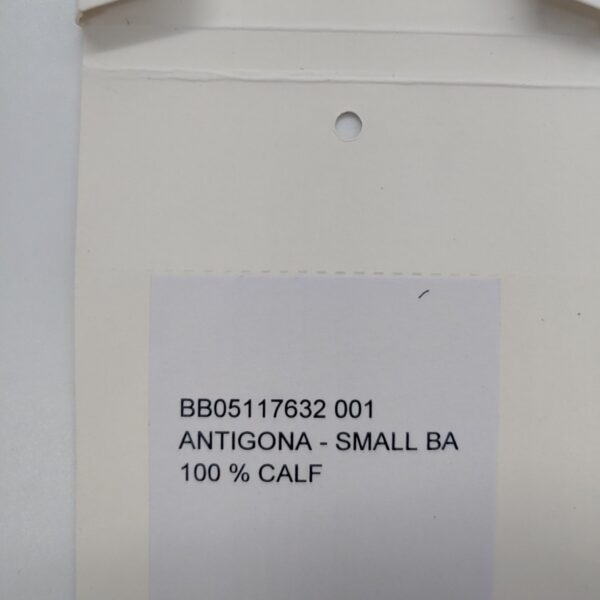 BB05117632 001
ANTIGONA - SMALL BA
100 % CALF